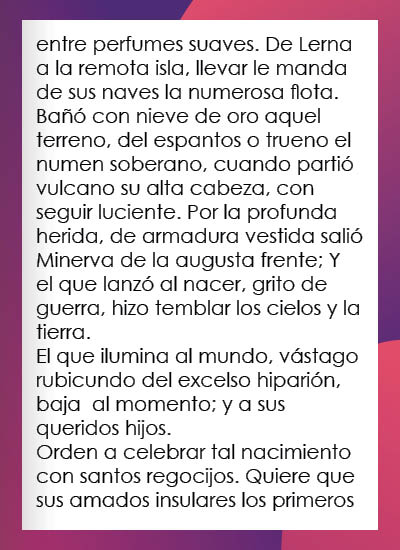 entre perfumes suaves. De Lerna
a la remota isla, llevar le manda
de sus naves la numerosa flota.
Bañó con nieve de oro aquel
terreno, del espantos o trueno el
numen soberano, cuando partió
vulcano su alta cabeza, con
seguir luciente. Por la profunda
herida, de armadura vestida salió
Minerva de la augusta frente; Y
el que lanzó al nacer, grito de
guerra, hizo temblar los cielos y la
tierra.
El que ilumina al mundo, vástago
rubicundo del excelso hiparión,
baja  al momento; y a sus
queridos hijos.
Orden a celebrar tal nacimiento
con santos regocijos. Quiere que
sus amados insulares los primeros